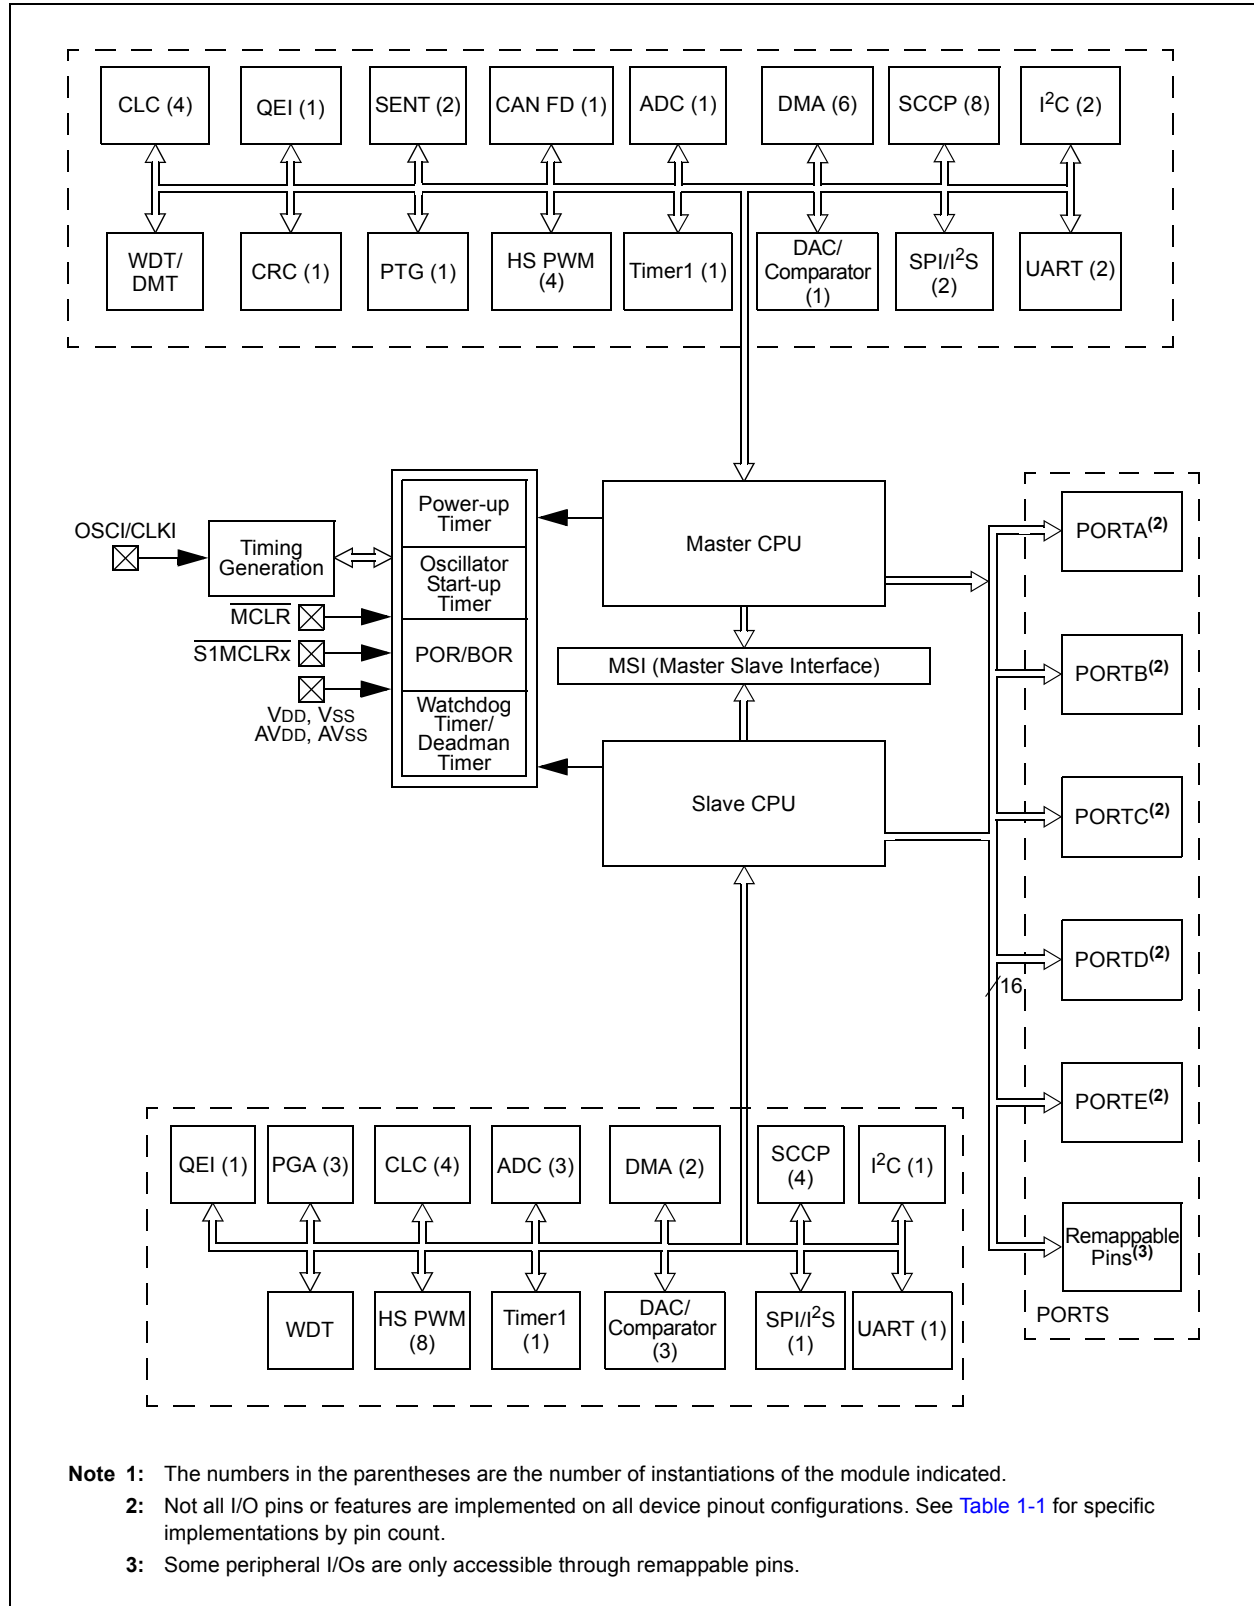 CLC (4)
QEI (1)
SENT (2)
CAN FD (1)
ADC (1)
DMA (6)
SCCP (8)
I²C (2)
WDT/
DMT
CRC (1)
PTG (1)
HS PWM
(4)
Timer1 (1)
DAC/
Comparator
(1)
SPI/I²S
(2)
UART (2)
OSCI/CLKI
Timing
Generation
MCLR
S1MCLRx
VDD, VSS
AVDD, AVSS
Power-up
Timer
Oscillator
Start-up
Timer
POR/BOR
Watchdog
Timer/
Deadman
Timer
Master CPU
MSI (Master Slave Interface)
Slave CPU
PORTA(2)
PORTB(2)
PORTC(2)
PORTD(2)
16
PORTE(2)
Remappable
Pins(3)
PORTS
QEI (1)
PGA (3)
CLC (4)
ADC (3)
DMA (2)
SCCP
(4)
I²C (1)
WDT
HS PWM
(8)
Timer1
(1)
DAC/
Comparator
(3)
SPI/I²S
(1)
UART (1)
Note 1: The numbers in the parentheses are the number of instantiations of the module indicated.
2: Not all I/O pins or features are implemented on all device pinout configurations. See Table 1-1 for specific
implementations by pin count.
3: Some peripheral I/Os are only accessible through remappable pins.